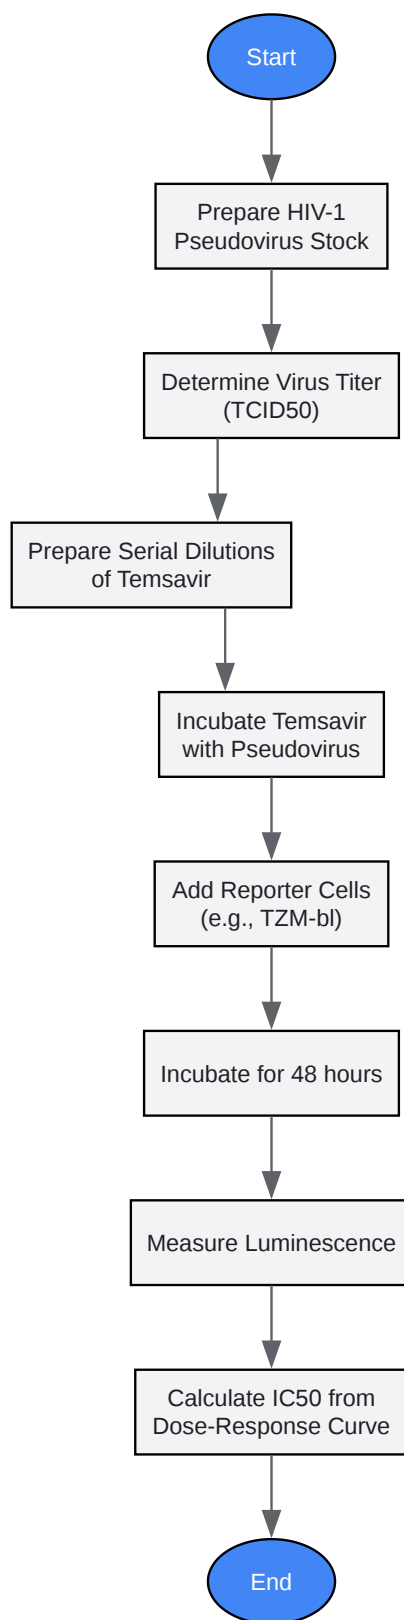 Start
Prepare HIV-1
Pseudovirus Stock
Determine Virus Titer
(TCID50)
Prepare Serial Dilutions
of Temsavir
Incubate Temsavir
with Pseudovirus
Add Reporter Cells
(e.g., TZM-bl)
Incubate for 48 hours
Measure Luminescence
Calculate IC50 from
Dose-Response Curve
End